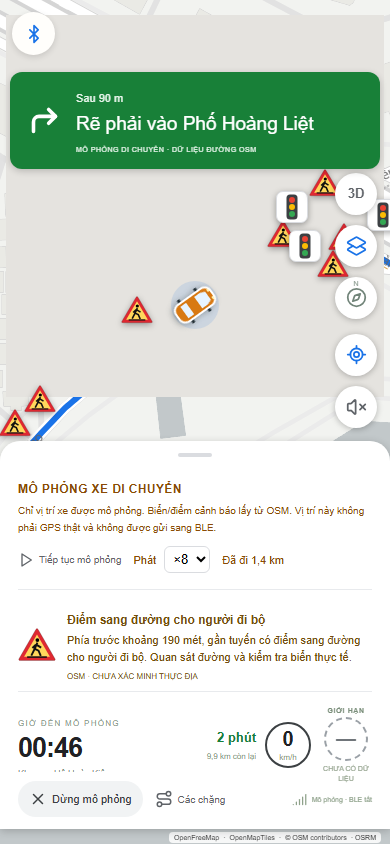 Sau 90 m
Rẽ phải vào Phố Hoàng Liệt
MÔ PHỎNG DI CHUYỂN · DỮ LIỆU ĐƯỜNG OSM
3D
N
MÔ PHỎNG XE DI CHUYỂN
Chỉ vị trí xe được mô phỏng. Biển/điểm cảnh báo lấy từ OSM. Vị trí này không
phải GPS thật và không được gửi sang BLE.
Tiếp tục mô phỏng
Phát
×8
Đã đi 1,4 km
Điểm sang đường cho người đi bộ
Phía trước khoảng 190 mét, gần tuyến có điểm sang đường
cho người đi bộ. Quan sát đường và kiểm tra biển thực tế.
OSM · CHƯA XÁC MINH THỰC ĐỊA
GIỜ ĐẾN MÔ PHỎNG
00:46
2 phút
9,9 km còn lại
0
km/h
GIỚI HẠN
—
CHƯA CÓ DỮ
LIỆU
Dừng mô phỏng
Các chặng
Mô phỏng · BLE tắt
OpenFreeMap · OpenMapTiles · © OSM contributors · OSRM